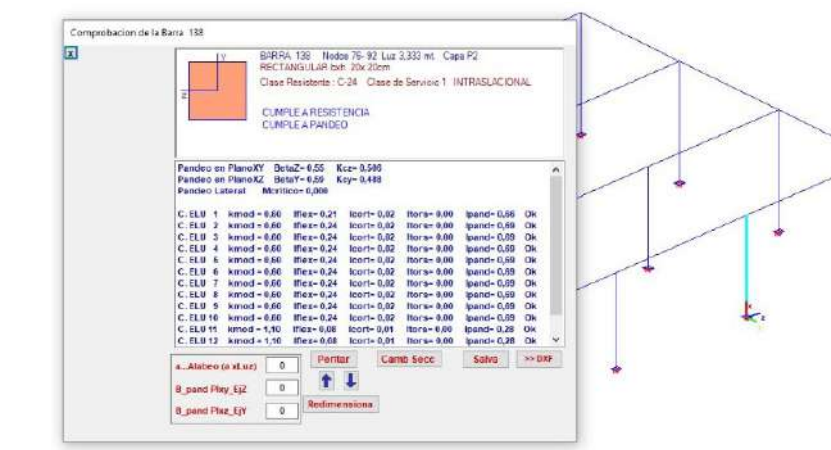 Comprobacion de la Barra 138
x
Y
Z
BARRA 138 Nodos 76- 92 Luz 3,333 mt. Capa P2
RECTANGULAR bxh 20x 20cm
Clase Resistente : C-24 Clase de Servicio 1 INTRASLACIONAL
CUMPLE A RESISTENCIA
CUMPLE A PANDEO
Pandeo en PlanoXY BetaZ= 0,55 Kcz= 0,506
Pandeo en PlanoXZ BetaY= 0,59 Kcy= 0,488
Pandeo Lateral Mcritico= 0,000
C. ELU 1 kmod = 0,60 Iflex= 0,21 Icort= 0,02 Itors= 0,00 Ipand= 0,66 Ok
C. ELU 2 kmod = 0,60 Iflex= 0,24 Icort= 0,02 Itors= 0,00 Ipand= 0,69 Ok
C. ELU 3 kmod = 0,60 Iflex= 0,24 Icort= 0,02 Itors= 0,00 Ipand= 0,69 Ok
C. ELU 4 kmod = 0,60 Iflex= 0,24 Icort= 0,02 Itors= 0,00 Ipand= 0,69 Ok
C. ELU 5 kmod = 0,60 Iflex= 0,24 Icort= 0,02 Itors= 0,00 Ipand= 0,69 Ok
C. ELU 6 kmod = 0,60 Iflex= 0,24 Icort= 0,02 Itors= 0,00 Ipand= 0,69 Ok
C. ELU 7 kmod = 0,60 Iflex= 0,24 Icort= 0,02 Itors= 0,00 Ipand= 0,69 Ok
C. ELU 8 kmod = 0,60 Iflex= 0,24 Icort= 0,02 Itors= 0,00 Ipand= 0,69 Ok
C. ELU 9 kmod = 0,60 Iflex= 0,24 Icort= 0,02 Itors= 0,00 Ipand= 0,69 Ok
C. ELU 10 kmod = 0,60 Iflex= 0,24 Icort= 0,02 Itors= 0,00 Ipand= 0,69 Ok
C. ELU 11 kmod = 1,10 Iflex= 0,08 Icort= 0,01 Itors= 0,00 Ipand= 0,28 Ok
C. ELU 12 kmod = 1,10 Iflex= 0,08 Icort= 0,01 Itors= 0,00 Ipand= 0,28 Ok
a...Alabeo (a xLuz) 0 Peritar Camb Secc Salva >> DXF
B_pand Plxy_EjZ 0
B_pand Plxz_EjY 0 Redimensiona